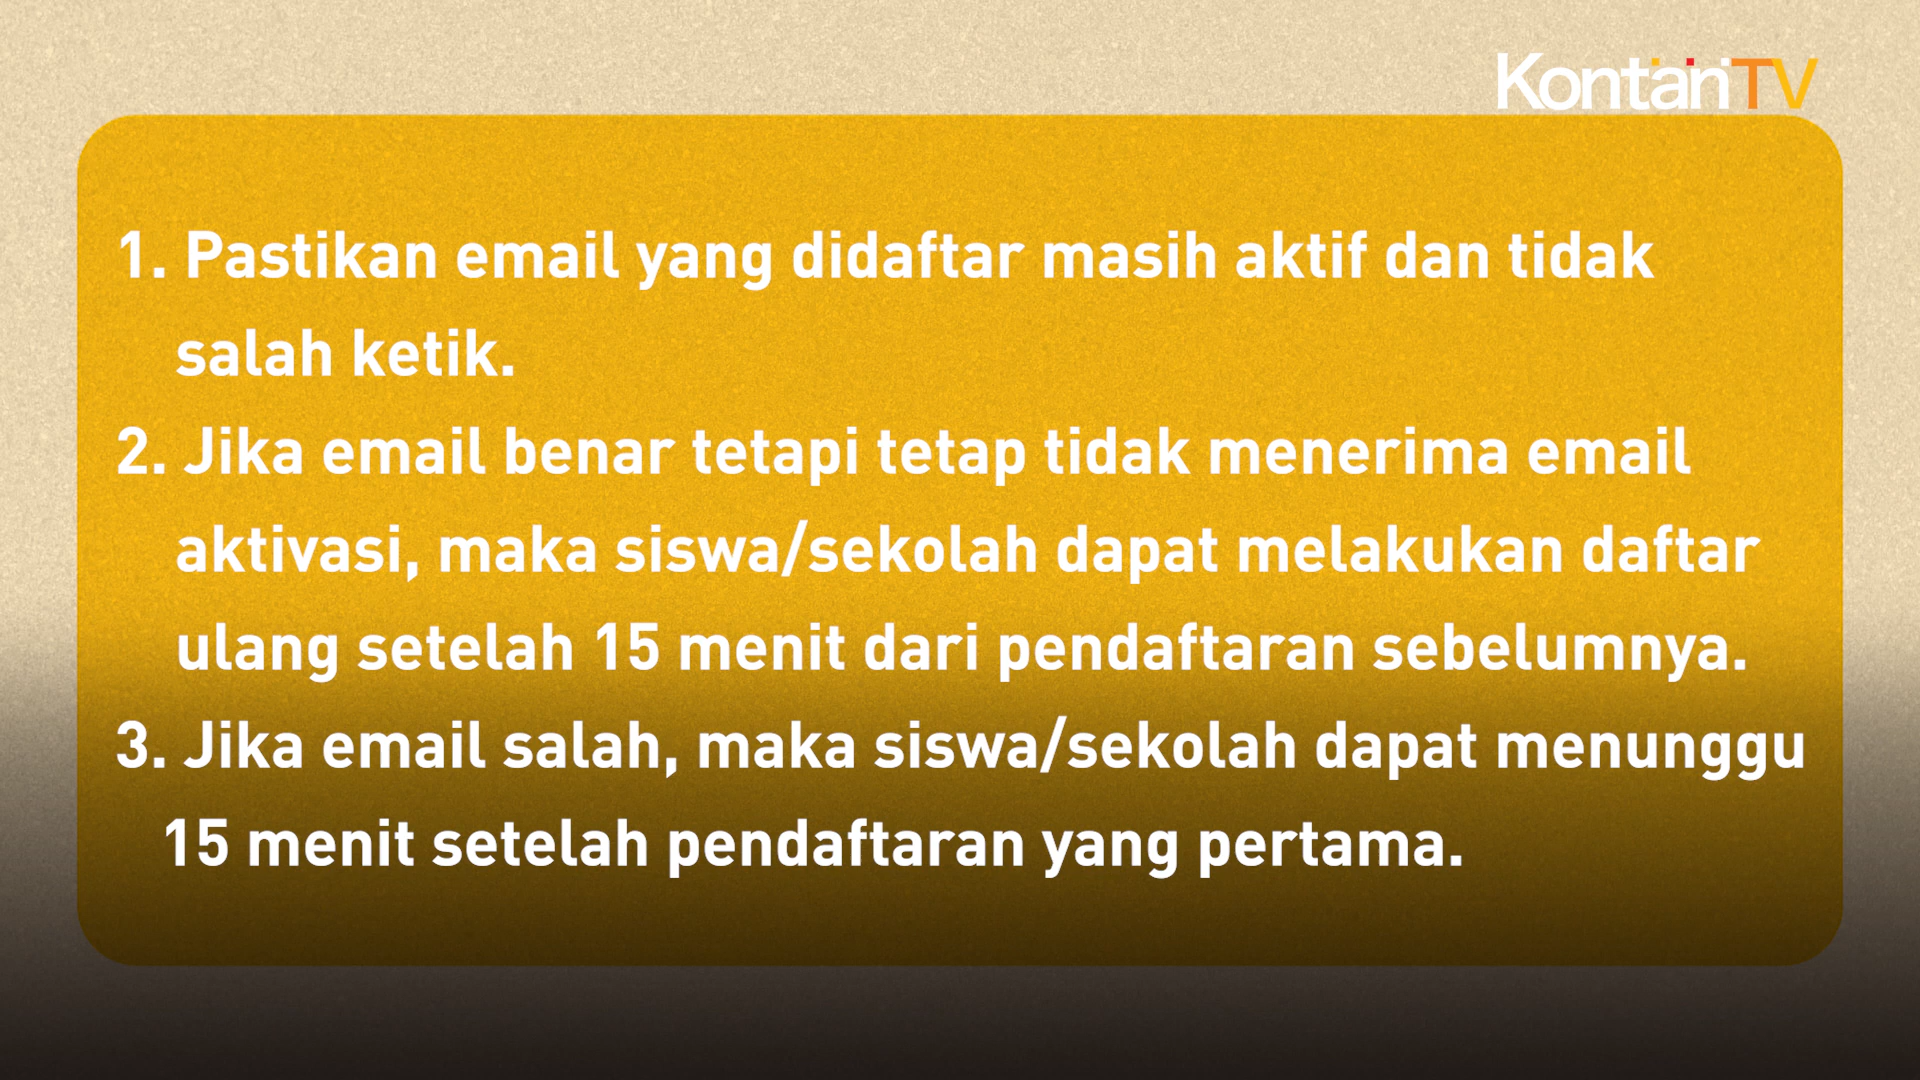 KontanTV
1. Pastikan email yang didaftar masih aktif dan tidak
salah ketik.
2. Jika email benar tetapi tetap tidak menerima email
aktivasi, maka siswa/sekolah dapat melakukan daftar
ulang setelah 15 menit dari pendaftaran sebelumnya.
3. Jika email salah, maka siswa/sekolah dapat menunggu
15 menit setelah pendaftaran yang pertama.